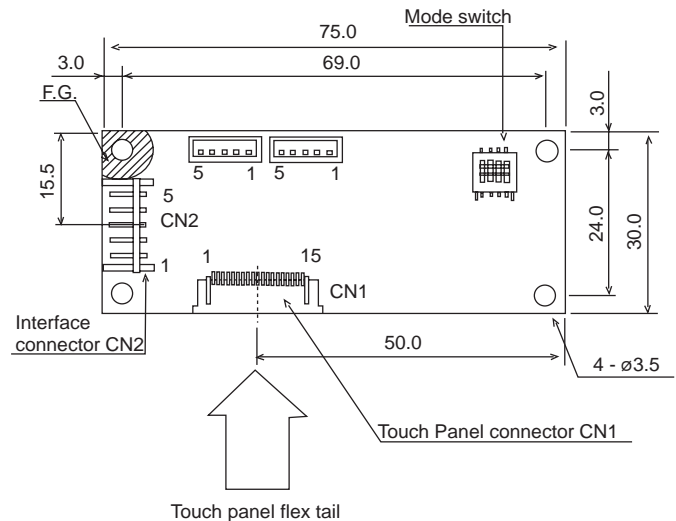 Mode switch
75.0
3.0
69.0
F.G.
3.0
15.5
5 1 5 1
5
CN2
24.0
30.0
1
1 15
CN1
Interface
connector CN2
50.0
4 - ø3.5
Touch Panel connector CN1
Touch panel flex tail